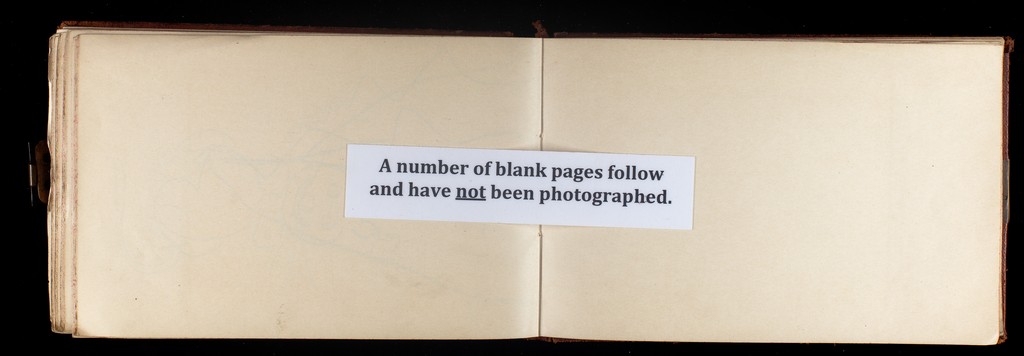 A number of blank pages follow
and have not been photographed.